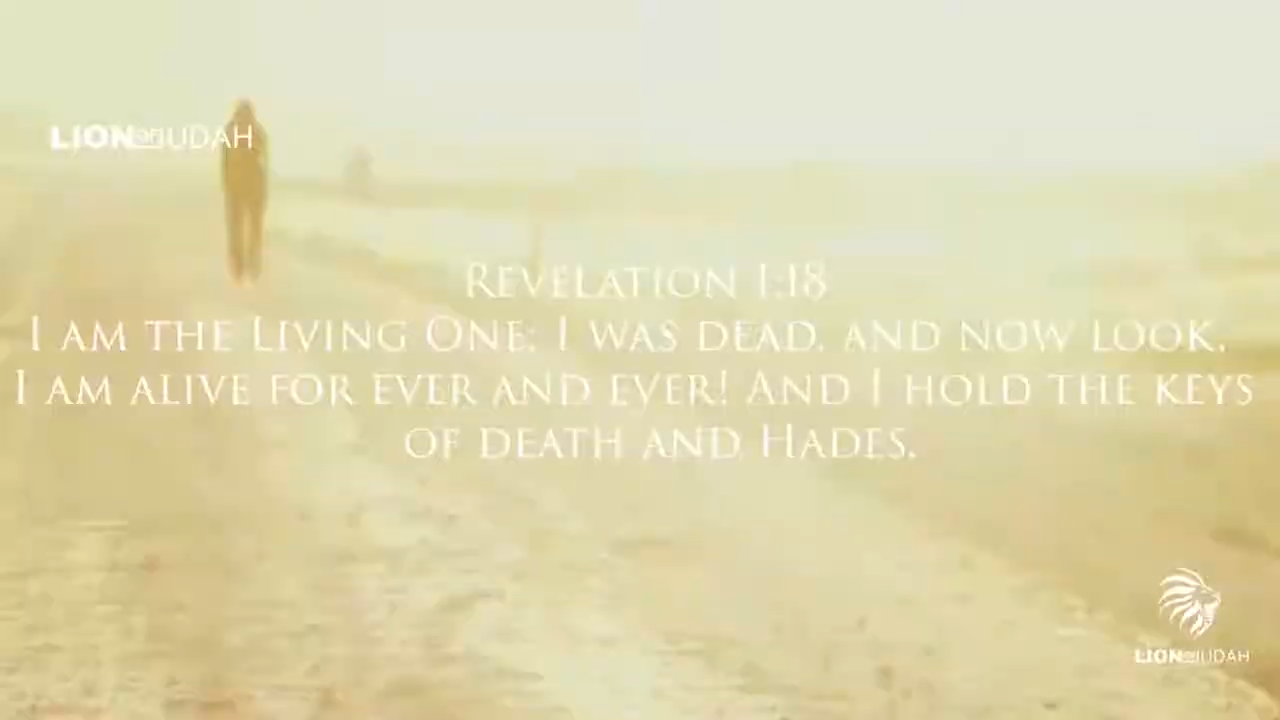 LION OF JUDAH
Revelation 1:18
I am the Living One; I was dead, and now look,
I am alive for ever and ever! And I hold the keys
of death and Hades.
LION OF JUDAH